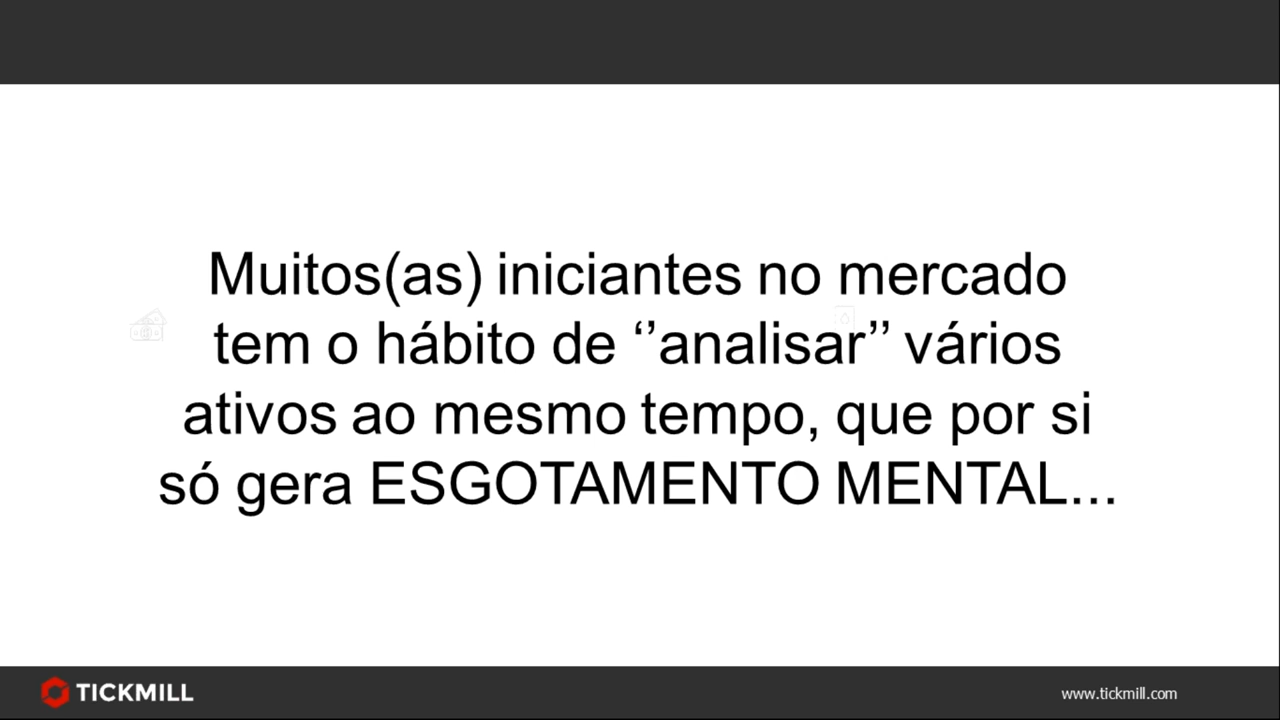 Muitos(as) iniciantes no mercado
tem o hábito de ‘’analisar’’ vários
ativos ao mesmo tempo, que por si
só gera ESGOTAMENTO MENTAL...
TICKMILL
www.tickmill.com